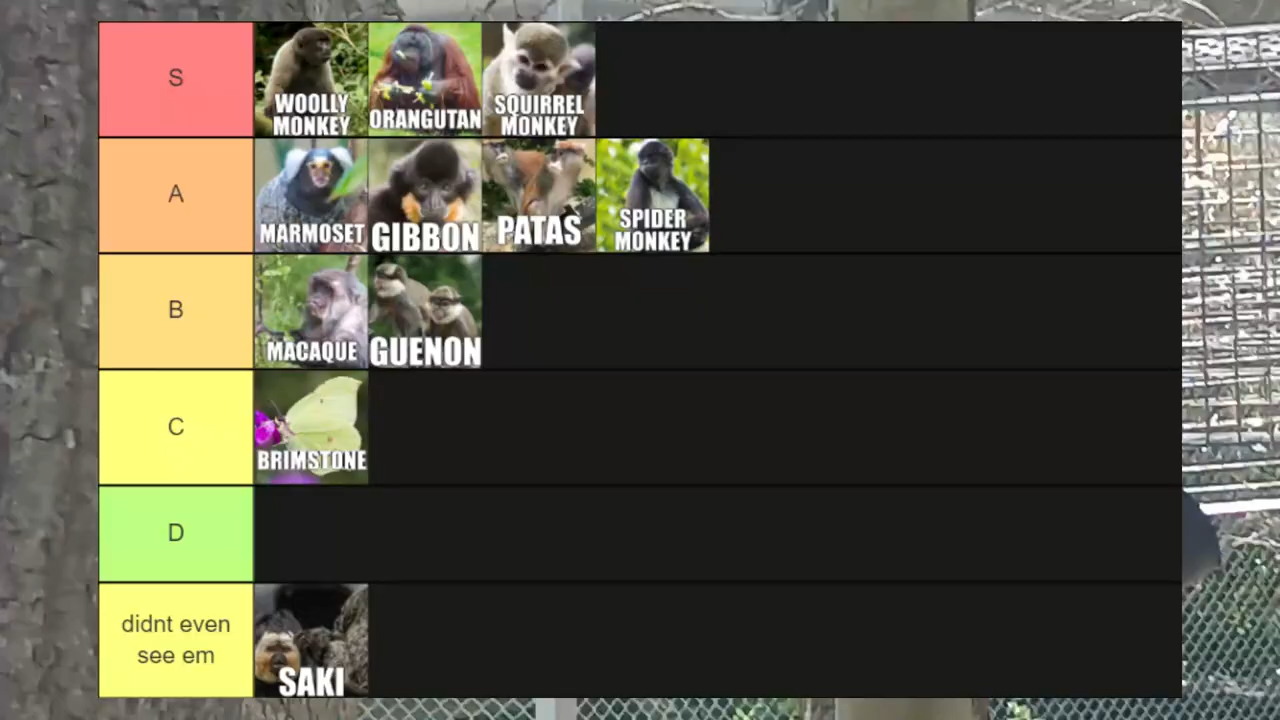 S
WOOLLY
MONKEY
ORANGUTAN
SQUIRREL
MONKEY
A
MARMOSET
GIBBON
PATAS
SPIDER
MONKEY
B
MACAQUE
GUENON
C
BRIMSTONE
D
didnt even
see em
SAKI